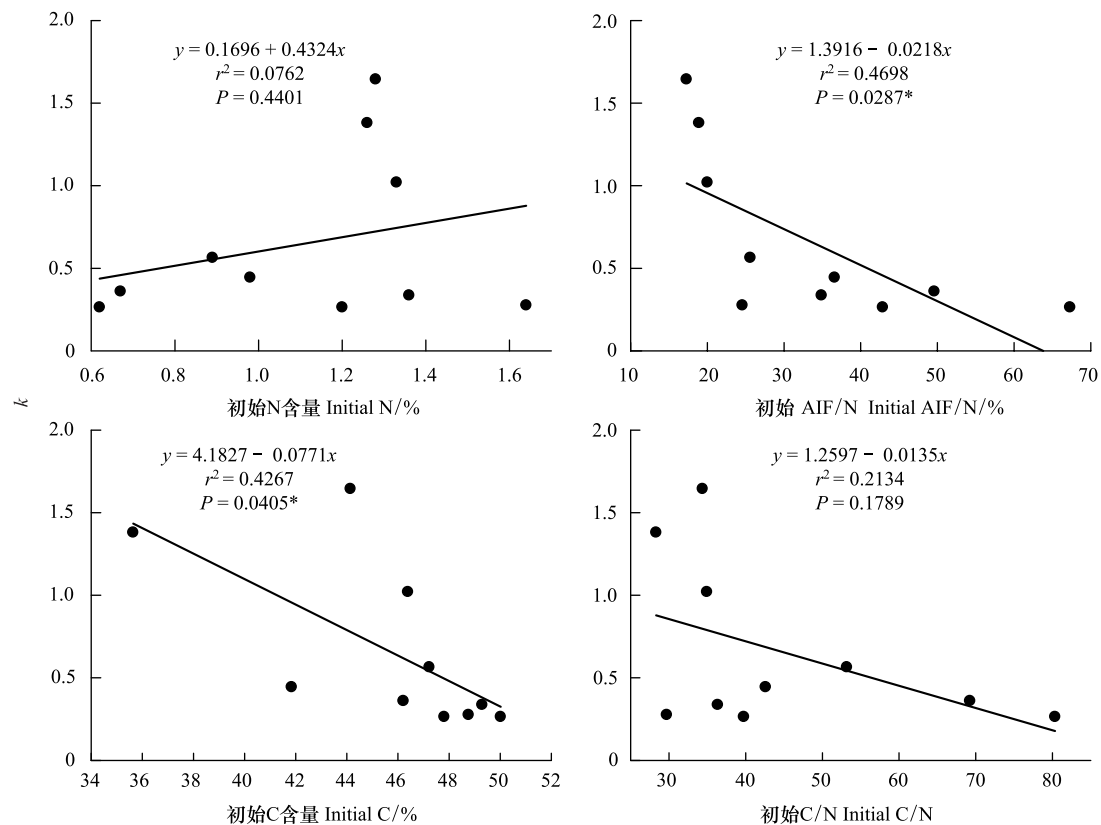 2.0
y = 0.1696 + 0.4324x
r² = 0.0762
P = 0.4401
1.5
1.0
0.5
0
0.6 0.8 1.0 1.2 1.4 1.6
初始N含量 Initial N/%
2.0
y = 1.3916 − 0.0218x
r² = 0.4698
P = 0.0287*
1.5
1.0
0.5
0
10 20 30 40 50 60 70
初始 AIF/N Initial AIF/N/%
k
2.0
y = 4.1827 − 0.0771x
r² = 0.4267
P = 0.0405*
1.5
1.0
0.5
0
34 36 38 40 42 44 46 48 50 52
初始C含量 Initial C/%
2.0
y = 1.2597 − 0.0135x
r² = 0.2134
P = 0.1789
1.5
1.0
0.5
0
30 40 50 60 70 80
初始C/N Initial C/N